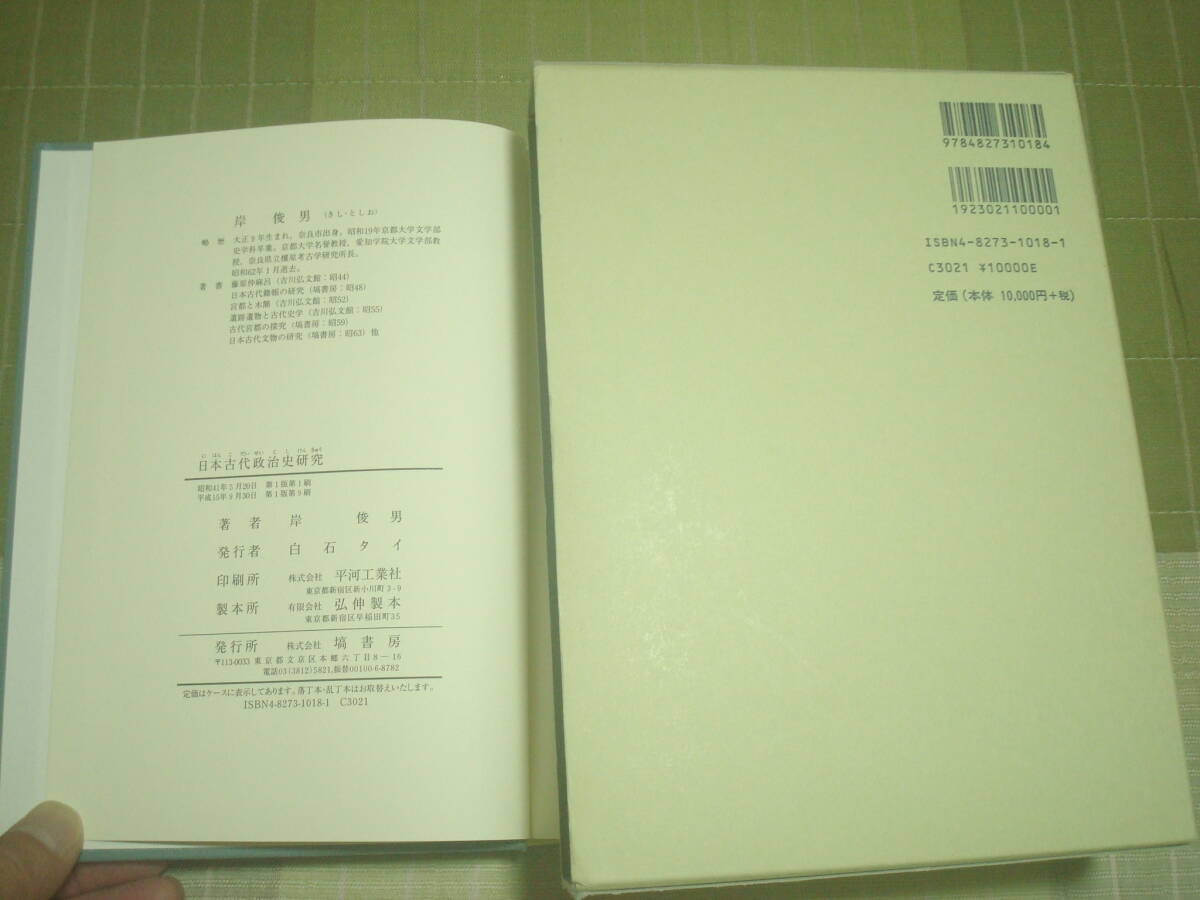 岸 俊男（きし・としお）
略歴 大正9年生まれ。奈良市出身。昭和19年京都大学文学部
史学科卒業。京都大学名誉教授、愛知学院大学文学部教
授、奈良県立橿原考古学研究所長。
昭和62年1月逝去。
著書 藤原仲麻呂（吉川弘文館：昭44）
日本古代籍帳の研究（塙書房：昭48）
宮都と木簡（吉川弘文館：昭52）
遺跡遺物と古代史学（吉川弘文館：昭55）
古代宮都の探究（塙書房：昭59）
日本古代文物の研究（塙書房：昭63）他
にほんこだいせいじしけんきゅう
日本古代政治史研究
昭和41年5月20日 第1版第1刷
平成15年9月30日 第1版第9刷
著者 岸 俊男
発行者 白石タイ
印刷所 株式会社 平河工業社
東京都新宿区新小川町3-9
製本所 有限会社 弘伸製本
東京都新宿区早稲田町35
発行所 株式会社 塙書房
〒113-0033 東京都文京区本郷六丁目8-16
電話03(3812)5821, 振替00100-6-8782
定価はケースに表示してあります。落丁本・乱丁本はお取替えいたします。
ISBN4-8273-1018-1 C3021
9784827310184
1923021100001
ISBN4-8273-1018-1
C3021 ¥10000E
定価（本体 10,000円+税）